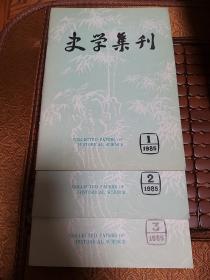 史学集刊
COLLECTED PAPERS OF
HISTORICAL SCIENCE
1
1985
COLLECTED PAPERS OF
HISTORICAL SCIENCE
2
1985
COLLECTED PAPERS OF
HISTORICAL SCIENCE
3
1985